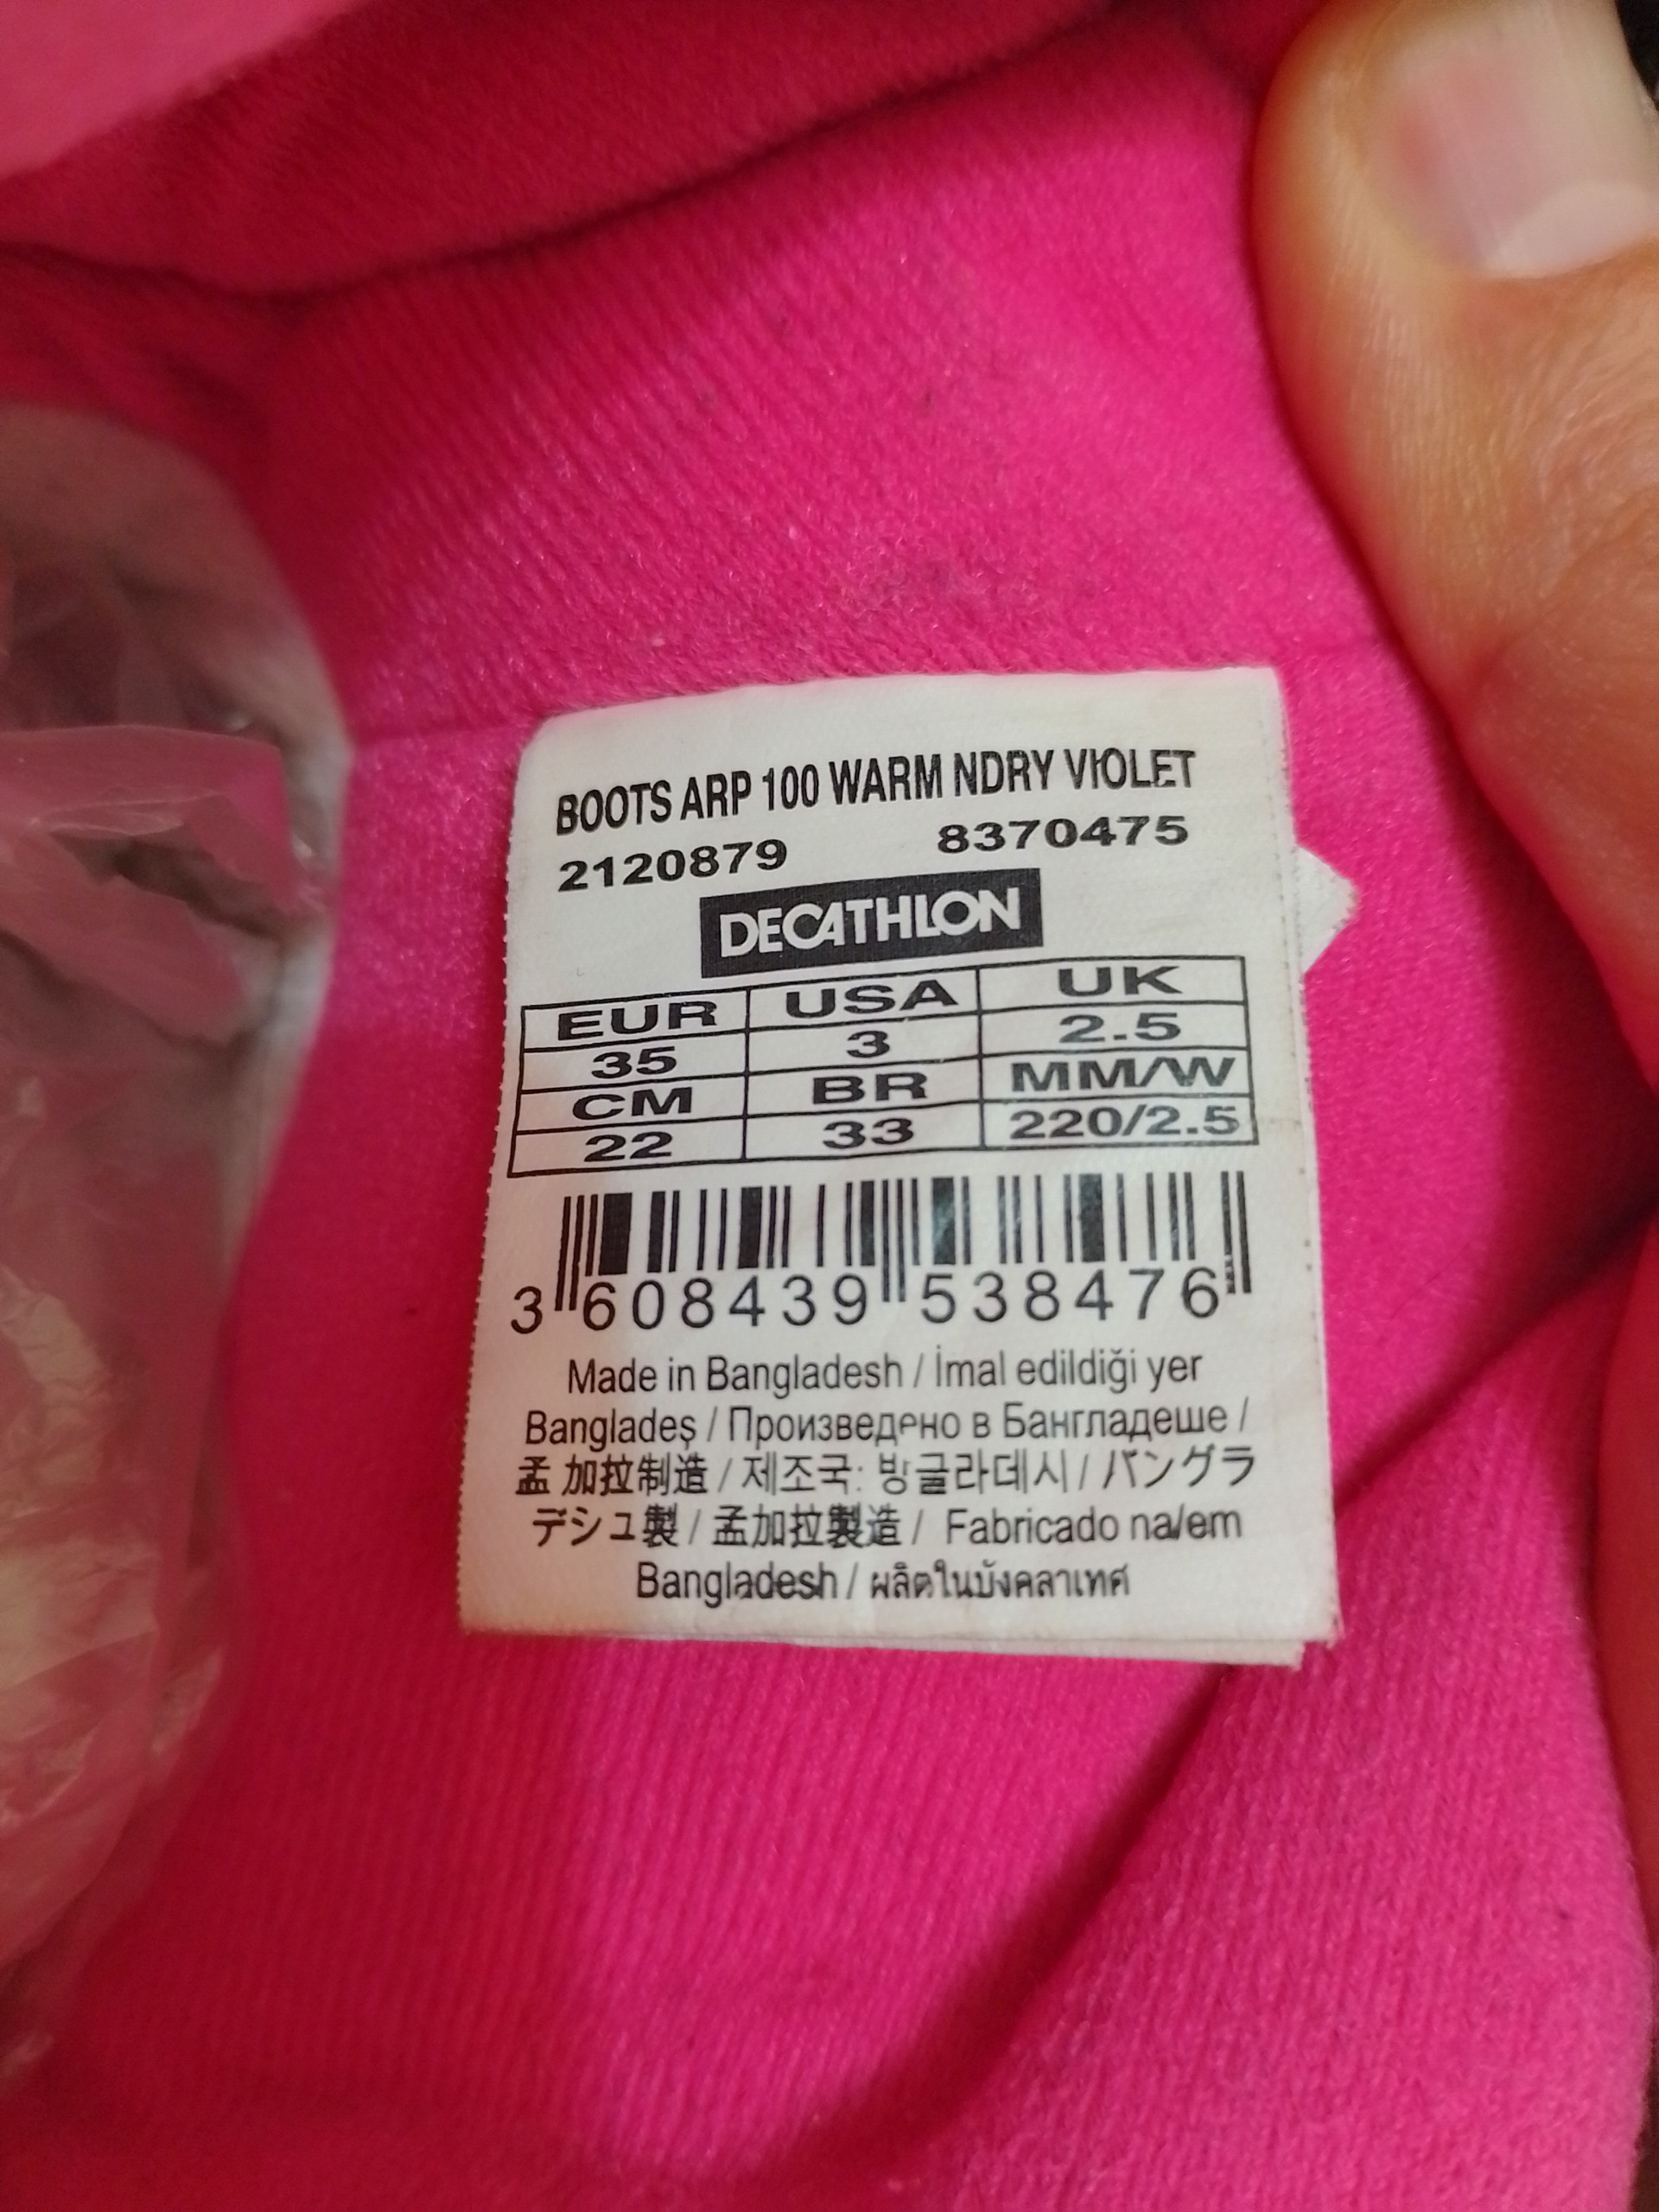 BOOTS ARP 100 WARM NDRY VIOLET
2120879 8370475
DECATHLON
EUR USA UK
35 3 2.5
CM BR MM/W
22 33 220/2.5
3 608439 538476
Made in Bangladesh / İmal edildiği yer
Bangladeş / Произведено в Бангладеше /
孟 加拉制造 / 제조국: 방글라데시 / バングラ
デシュ製 / 孟加拉製造 / Fabricado na/em
Bangladesh / ผลิตในบังคลาเทศ